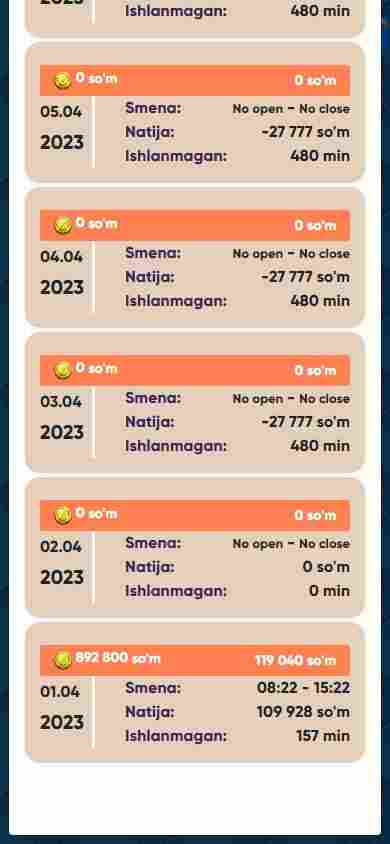 Ishlanmagan: 480 min
0 so'm 0 so'm
05.04 Smena: No open - No close
2023 Natija: -27 777 so'm
Ishlanmagan: 480 min
0 so'm 0 so'm
04.04 Smena: No open - No close
2023 Natija: -27 777 so'm
Ishlanmagan: 480 min
0 so'm 0 so'm
03.04 Smena: No open - No close
2023 Natija: -27 777 so'm
Ishlanmagan: 480 min
0 so'm 0 so'm
02.04 Smena: No open - No close
2023 Natija: 0 so'm
Ishlanmagan: 0 min
892 800 so'm 119 040 so'm
01.04 Smena: 08:22 - 15:22
2023 Natija: 109 928 so'm
Ishlanmagan: 157 min